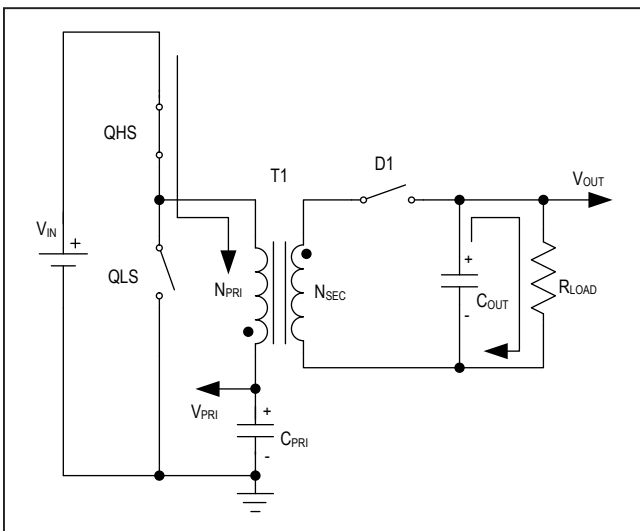 QHS
T1
D1
VOUT
VIN
+
QLS
NPRI
NSEC
+
COUT
-
RLOAD
VPRI
+
CPRI
-